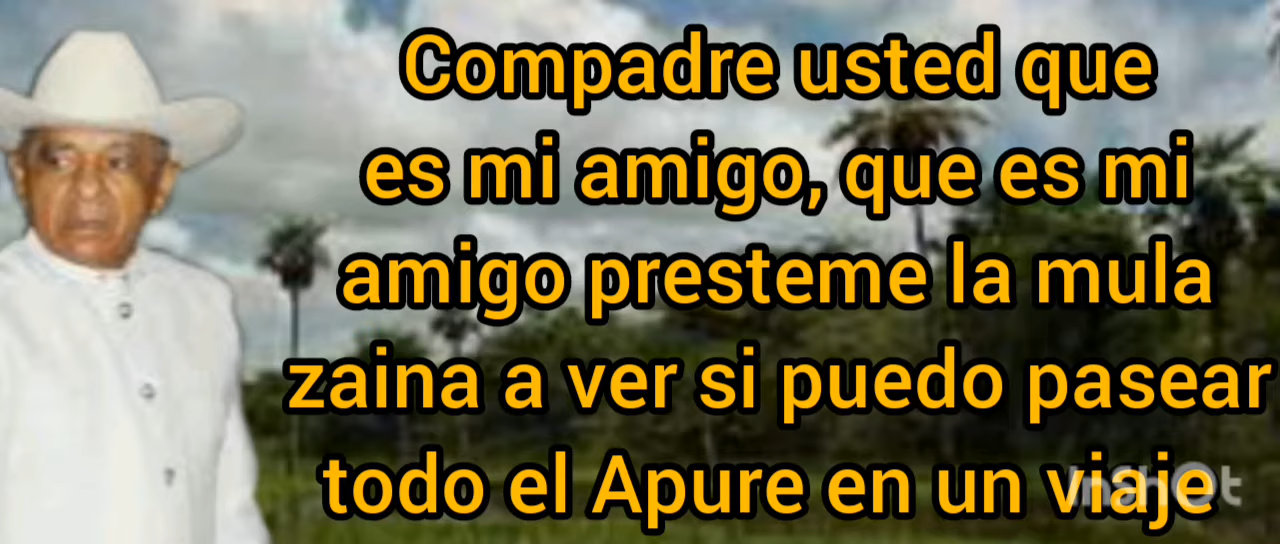 Compadre usted que
es mi amigo, que es mi
amigo presteme la mula
zaina a ver si puedo pasear
todo el Apure en un viaje
InShot